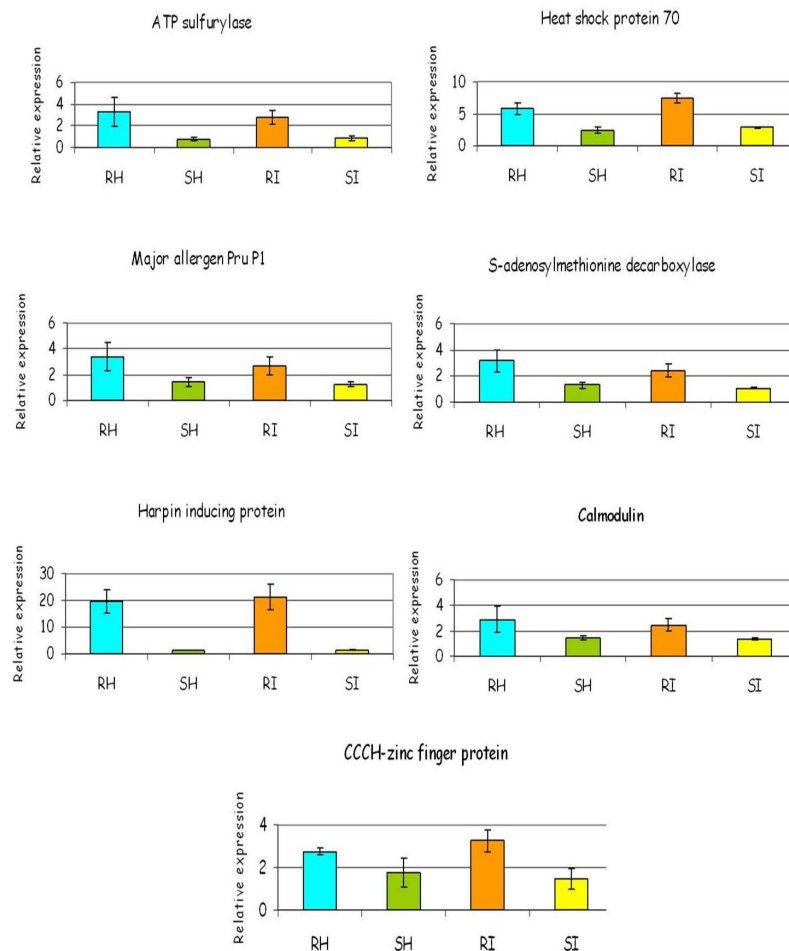 ATP sulfurylase
Relative expression
6
4
2
0
RH SH RI SI
Heat shock protein 70
Relative expression
10
5
0
RH SH RI SI
Major allergen Pru P1
Relative expression
6
4
2
0
RH SH RI SI
S-adenosylmethionine decarboxylase
Relative expression
6
4
2
0
RH SH RI SI
Harpin inducing protein
Relative expression
30
20
10
0
RH SH RI SI
Calmodulin
Relative expression
6
4
2
0
RH SH RI SI
CCCH-zinc finger protein
Relative expression
4
2
0
RH SH RI SI